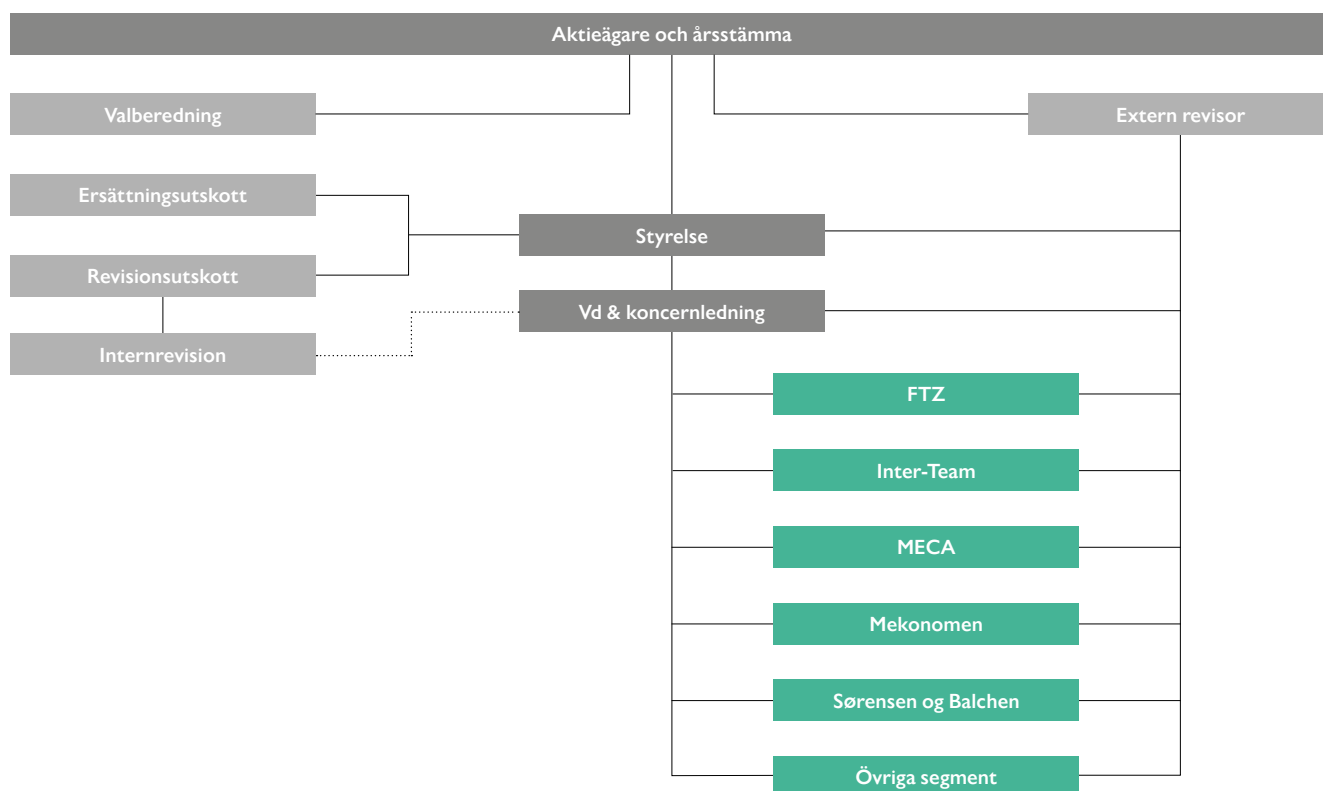 Aktieägare och årsstämma
Valberedning
Extern revisor
Ersättningsutskott
Styrelse
Revisionsutskott
Vd & koncernledning
Internrevision
FTZ
Inter-Team
MECA
Mekonomen
Sørensen og Balchen
Övriga segment